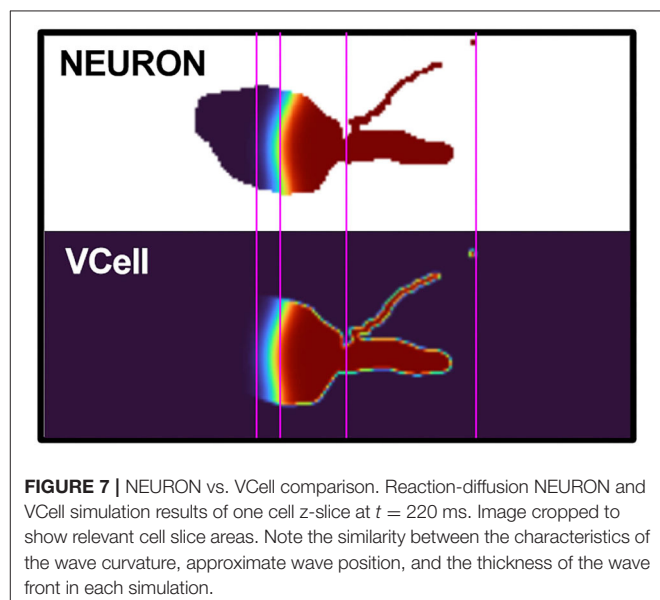 NEURON
VCell
FIGURE 7 | NEURON vs. VCell comparison. Reaction-diffusion NEURON and
VCell simulation results of one cell z-slice at t = 220 ms. Image cropped to
show relevant cell slice areas. Note the similarity between the characteristics of
the wave curvature, approximate wave position, and the thickness of the wave
front in each simulation.